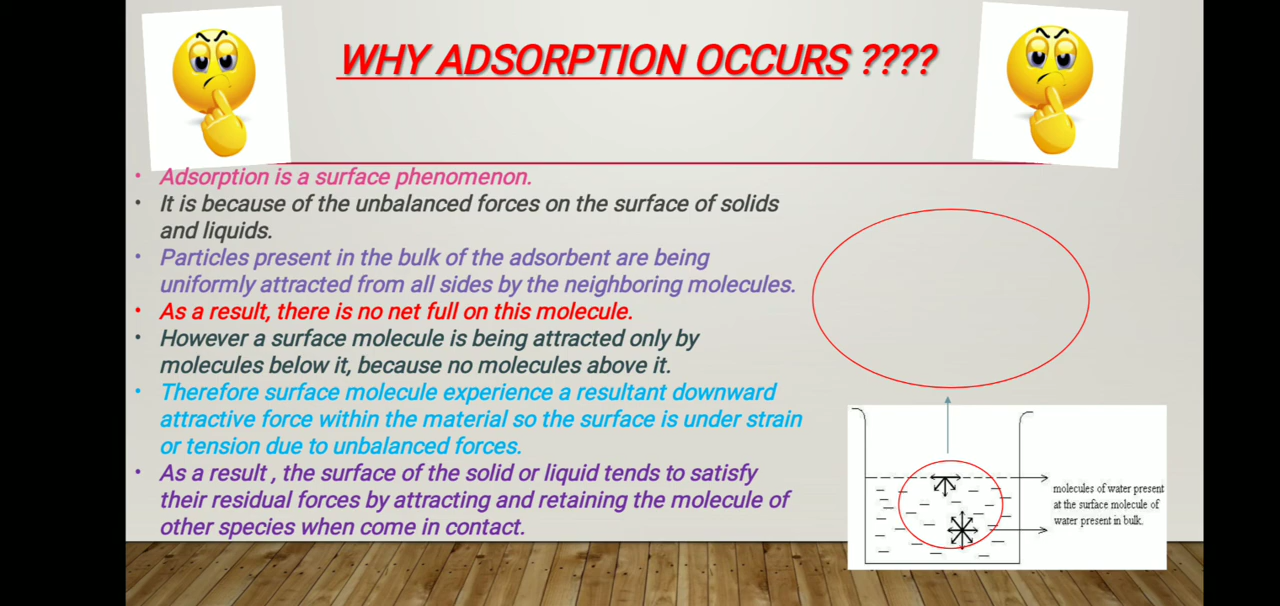 WHY ADSORPTION OCCURS ????
• Adsorption is a surface phenomenon.
• It is because of the unbalanced forces on the surface of solids
and liquids.
• Particles present in the bulk of the adsorbent are being
uniformly attracted from all sides by the neighboring molecules.
• As a result, there is no net full on this molecule.
• However a surface molecule is being attracted only by
molecules below it, because no molecules above it.
• Therefore surface molecule experience a resultant downward
attractive force within the material so the surface is under strain
or tension due to unbalanced forces.
• As a result , the surface of the solid or liquid tends to satisfy
their residual forces by attracting and retaining the molecule of
other species when come in contact.
molecules of water present
at the surface molecule of
water present in bulk.